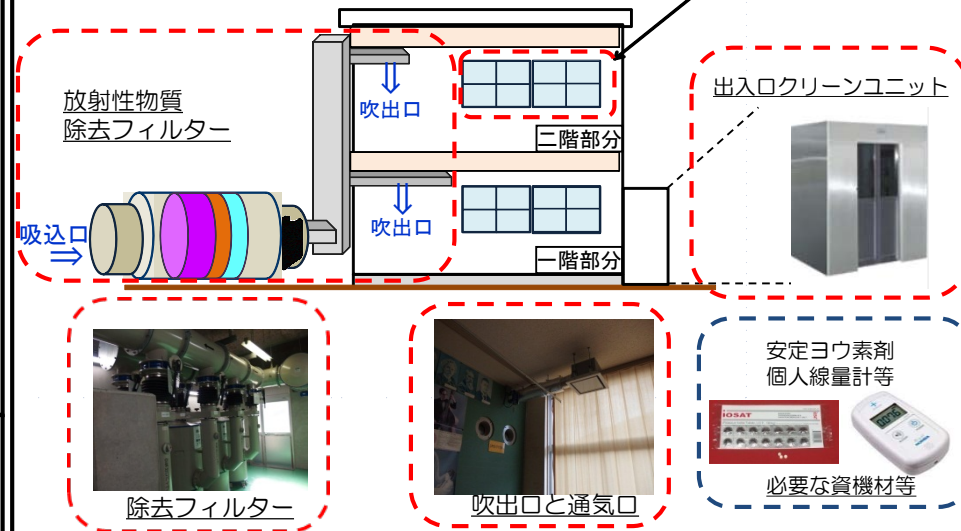 放射性物質
除去フィルター
吹出口
二階部分
出入口クリーンユニット
吸込口
吹出口
一階部分
安定ヨウ素剤
個人線量計等
IOSAT
除去フィルター
吹出口と通気口
必要な資機材等